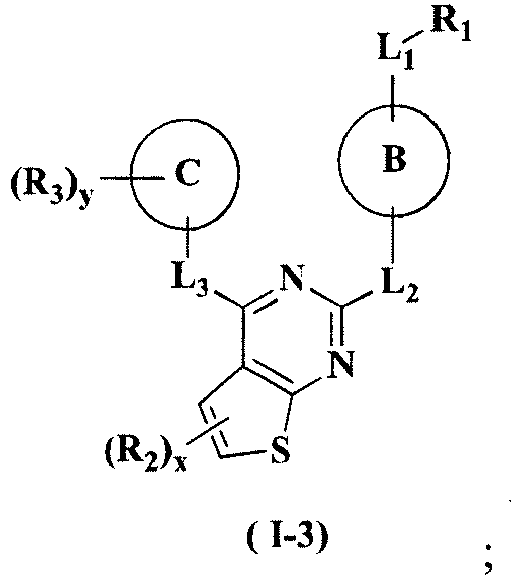 L₁ R₁
(R₃)y C B
L₃ N L₂
N
(R₂)x S
( I-3)
;